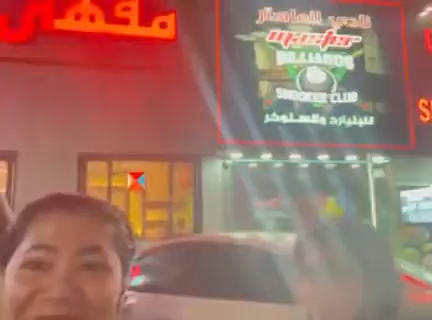 مقهى
نادي الماستر
master
BILLIARDS
SNOOKER CLUB
للبليارد والسنوكر